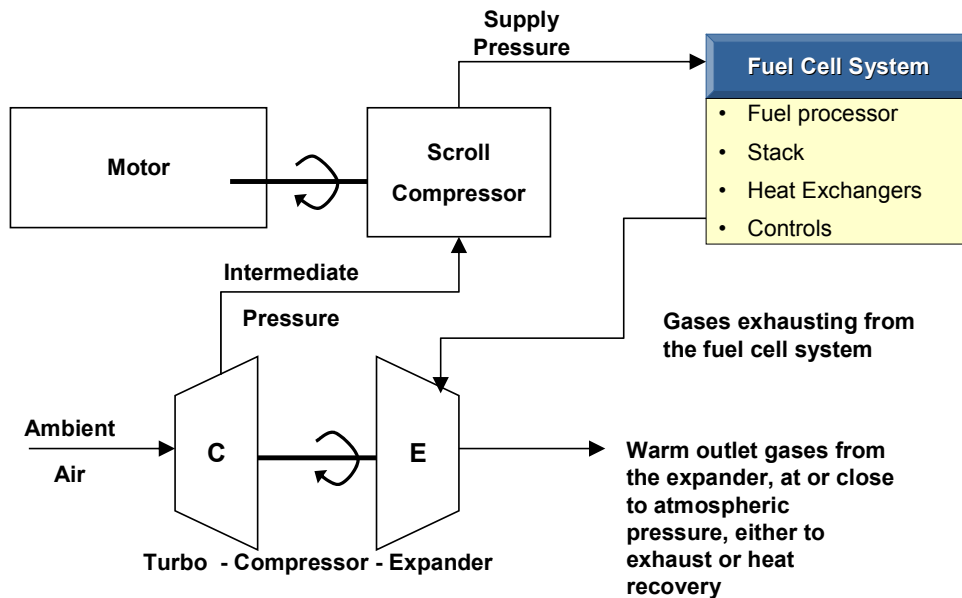 Supply
Pressure
Fuel Cell System
• Fuel processor
• Stack
• Heat Exchangers
• Controls
Motor
Scroll
Compressor
Intermediate
Pressure
Gases exhausting from
the fuel cell system
Ambient
Air
C
E
Warm outlet gases from
the expander, at or close
to atmospheric
pressure, either to
exhaust or heat
recovery
Turbo - Compressor - Expander